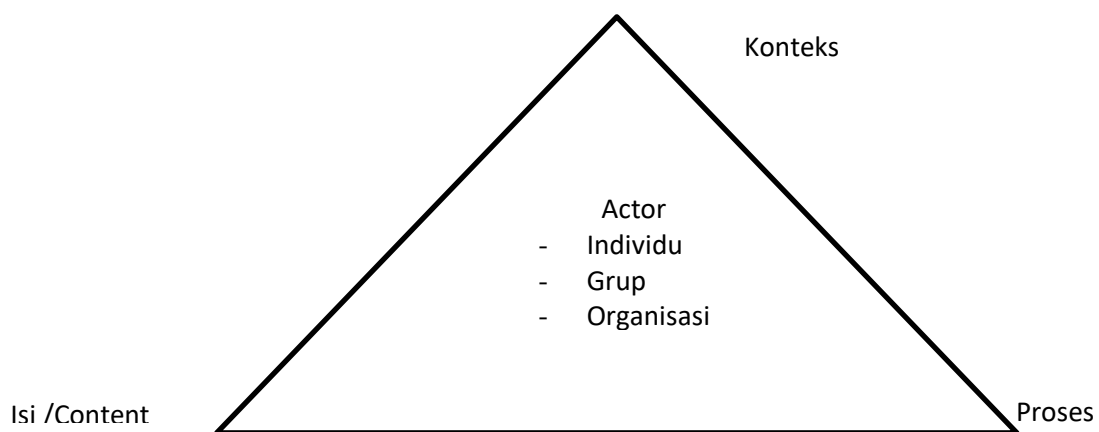 Konteks
Actor
- Individu
- Grup
- Organisasi
Isi /Content
Proses